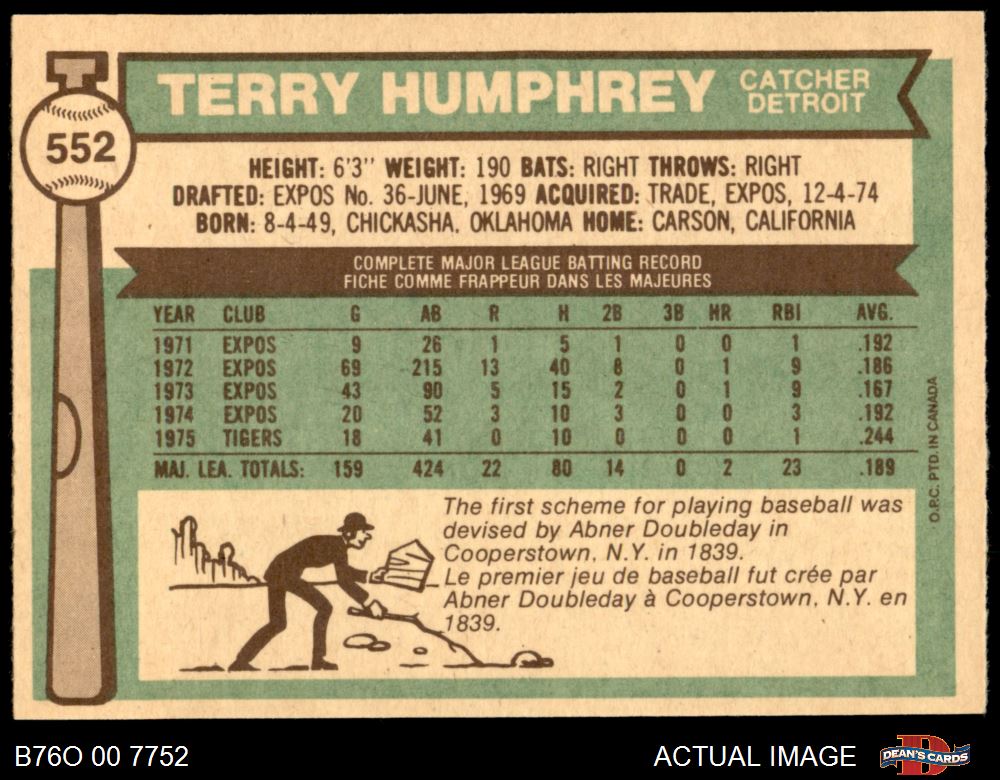 552
TERRY HUMPHREY CATCHER DETROIT
HEIGHT: 6'3" WEIGHT: 190 BATS: RIGHT THROWS: RIGHT
DRAFTED: EXPOS No. 36-JUNE, 1969 ACQUIRED: TRADE, EXPOS, 12-4-74
BORN: 8-4-49, CHICKASHA. OKLAHOMA HOME: CARSON, CALIFORNIA
COMPLETE MAJOR LEAGUE BATTING RECORD
FICHE COMME FRAPPEUR DANS LES MAJEURES
YEAR CLUB G AB R H 2B 3B HR RBI AVG.
1971 EXPOS 9 26 1 5 1 0 0 1 .192
1972 EXPOS 69 215 13 40 8 0 1 9 .186
1973 EXPOS 43 90 5 15 2 0 1 9 .167
1974 EXPOS 20 52 3 10 3 0 0 3 .192
1975 TIGERS 18 41 0 10 0 0 0 1 .244
MAJ. LEA. TOTALS: 159 424 22 80 14 0 2 23 .189
The first scheme for playing baseball was
devised by Abner Doubleday in
Cooperstown, N.Y. in 1839.
Le premier jeu de baseball fut crée par
Abner Doubleday à Cooperstown, N.Y. en
1839.
O.P.C. PTD. IN CANADA
B76O 00 7752
ACTUAL IMAGE
DEAN'S CARDS